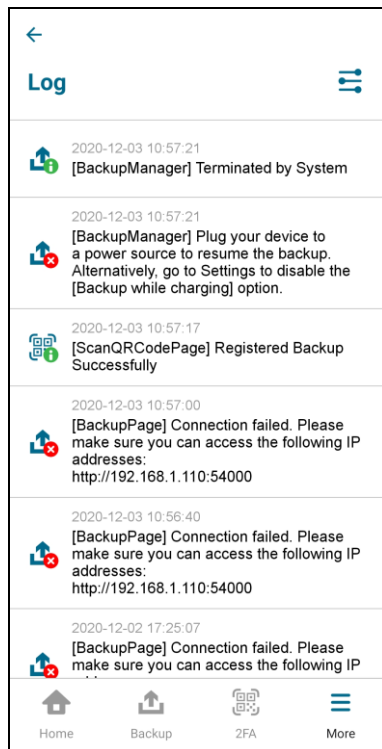 Log
2020-12-03 10:57:21
[BackupManager] Terminated by System
2020-12-03 10:57:21
[BackupManager] Plug your device to
a power source to resume the backup.
Alternatively, go to Settings to disable the
[Backup while charging] option.
2020-12-03 10:57:17
[ScanQRCodePage] Registered Backup
Successfully
2020-12-03 10:57:00
[BackupPage] Connection failed. Please
make sure you can access the following IP
addresses:
http://192.168.1.110:54000
2020-12-03 10:56:40
[BackupPage] Connection failed. Please
make sure you can access the following IP
addresses:
http://192.168.1.110:54000
2020-12-02 17:25:07
[BackupPage] Connection failed. Please
make sure you can access the following IP
Home Backup 2FA More